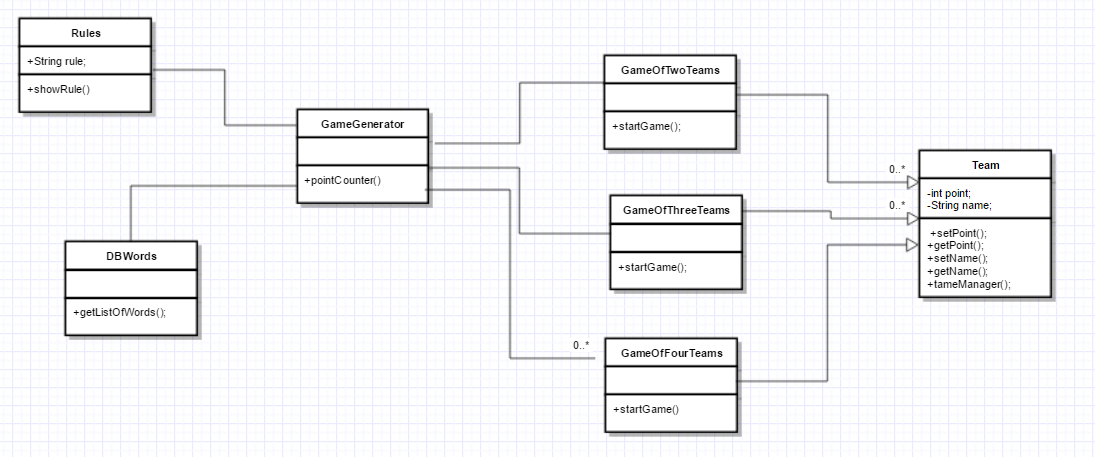 Rules
+String rule;
+showRule()
GameGenerator
+pointCounter()
DBWords
+getListOfWords();
GameOfTwoTeams
+startGame();
GameOfThreeTeams
+startGame();
0..*
GameOfFourTeams
+startGame()
0..*
0..*
Team
-int point;
-String name;
+setPoint();
+getPoint();
+setName();
+getName();
+tameManager();